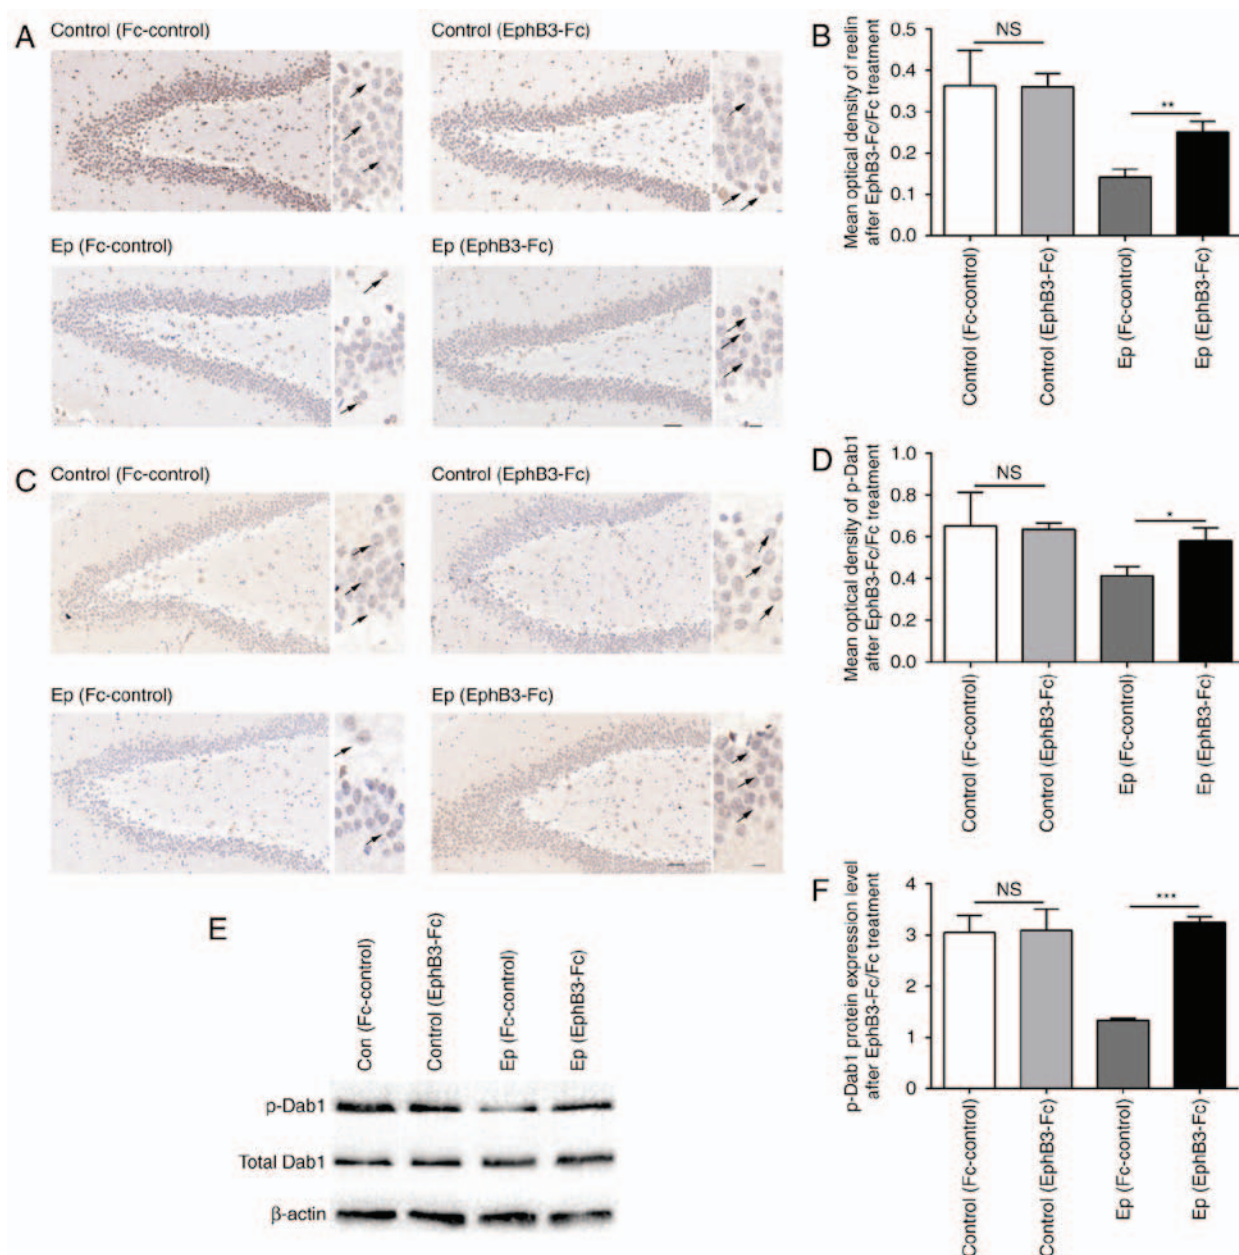 A
Control (Fc-control)
Control (EphB3-Fc)
Ep (Fc-control)
Ep (EphB3-Fc)
B
Mean optical density of reelin
after EphB3-Fc/Fc treatment
0.5
0.4
0.3
0.2
0.1
0.0
NS
**
Control (Fc-control)
Control (EphB3-Fc)
Ep (Fc-control)
Ep (EphB3-Fc)
C
Control (Fc-control)
Control (EphB3-Fc)
Ep (Fc-control)
Ep (EphB3-Fc)
D
Mean optical density of p-Dab1
after EphB3-Fc/Fc treatment
1.0
0.8
0.6
0.4
0.2
0.0
NS
*
Control (Fc-control)
Control (EphB3-Fc)
Ep (Fc-control)
Ep (EphB3-Fc)
E
Con (Fc-control)
Control (EphB3-Fc)
Ep (Fc-control)
Ep (EphB3-Fc)
p-Dab1
Total Dab1
β-actin
F
p-Dab1 protein expression level
after EphB3-Fc/Fc treatment
4
3
2
1
0
NS
***
Control (Fc-control)
Control (EphB3-Fc)
Ep (Fc-control)
Ep (EphB3-Fc)